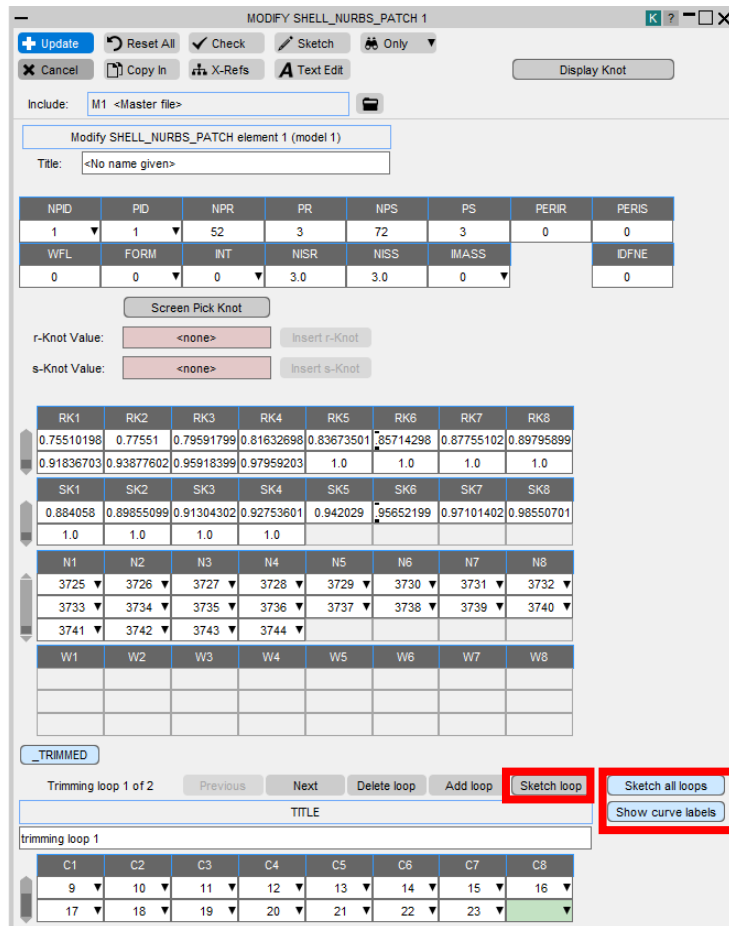 MODIFY SHELL_NURBS_PATCH 1 K ?
Update Reset All Check Sketch Only
Cancel Copy In X-Refs A Text Edit Display Knot
Include: M1 <Master file>
Modify SHELL_NURBS_PATCH element 1 (model 1)
Title: <No name given>
NPID PID NPR PR NPS PS PERIR PERIS
1 1 52 3 72 3 0 0
WFL FORM INT NISR NISS IMASS IDFNE
0 0 0 3.0 3.0 0 0
Screen Pick Knot
r-Knot Value: <none> Insert r-Knot
s-Knot Value: <none> Insert s-Knot
RK1 RK2 RK3 RK4 RK5 RK6 RK7 RK8
0.75510198 0.77551 0.79591799 0.81632698 0.83673501 .85714298 0.87755102 0.89795899
0.91836703 0.93877602 0.95918399 0.97959203 1.0 1.0 1.0 1.0
SK1 SK2 SK3 SK4 SK5 SK6 SK7 SK8
0.884058 0.89855099 0.91304302 0.92753601 0.942029 .95652199 0.97101402 0.98550701
1.0 1.0 1.0 1.0
N1 N2 N3 N4 N5 N6 N7 N8
3725 3726 3727 3728 3729 3730 3731 3732
3733 3734 3735 3736 3737 3738 3739 3740
3741 3742 3743 3744
W1 W2 W3 W4 W5 W6 W7 W8
_TRIMMED
Trimming loop 1 of 2 Previous Next Delete loop Add loop Sketch loop Sketch all loops
TITLE Show curve labels
trimming loop 1
C1 C2 C3 C4 C5 C6 C7 C8
9 10 11 12 13 14 15 16
17 18 19 20 21 22 23